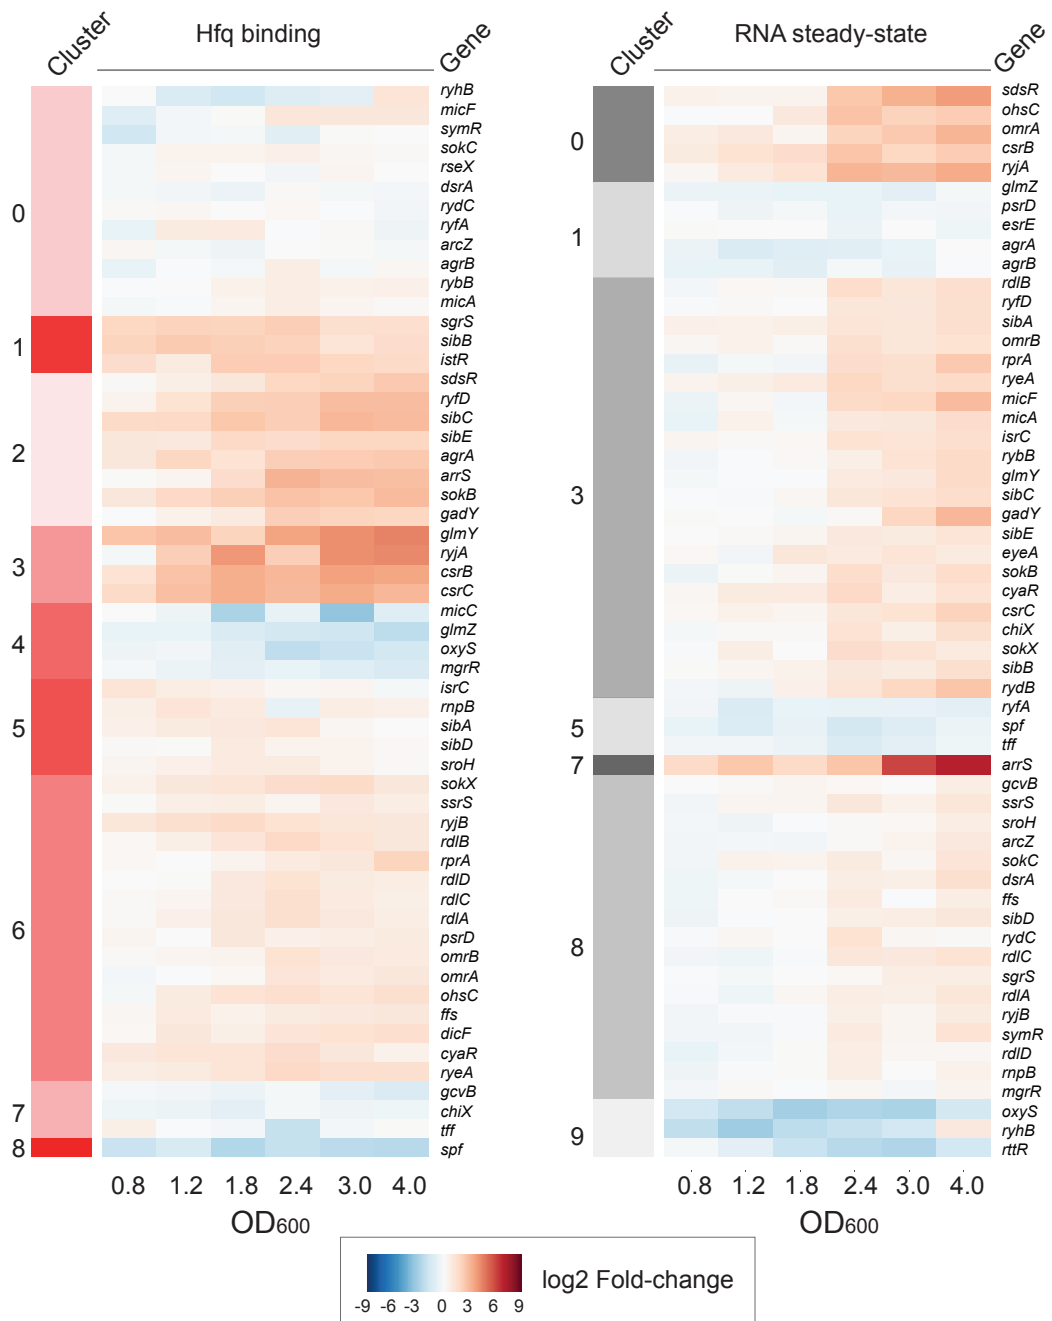 Cluster
Hfq binding
Gene
Cluster
RNA steady-state
Gene
0
1
2
3
4
5
6
7
8
ryhB
micF
symR
sokC
rseX
dsrA
rydC
ryfA
arcZ
agrB
rybB
micA
sgrS
sibB
istR
sdsR
ryfD
sibC
sibE
agrA
arrS
sokB
gadY
glmY
ryjA
csrB
csrC
micC
glmZ
oxyS
mgrR
isrC
rnpB
sibA
sibD
sroH
sokX
ssrS
ryjB
rdlB
rprA
rdlD
rdlC
rdlA
psrD
omrB
omrA
ohsC
ffs
dicF
cyaR
ryeA
gcvB
chiX
tff
spf
0.8 1.2 1.8 2.4 3.0 4.0
OD600
0
1
3
5
7
8
9
sdsR
ohsC
omrA
csrB
ryjA
glmZ
psrD
esrE
agrA
agrB
rdlB
ryfD
sibA
omrB
rprA
ryeA
micF
micA
isrC
rybB
glmY
sibC
gadY
sibE
eyeA
sokB
cyaR
csrC
chiX
sokX
sibB
rydB
ryfA
spf
tff
arrS
gcvB
ssrS
sroH
arcZ
sokC
dsrA
ffs
sibD
rydC
rdlC
sgrS
rdlA
ryjB
symR
rdlD
rnpB
mgrR
oxyS
ryhB
rttR
0.8 1.2 1.8 2.4 3.0 4.0
OD600
-9 -6 -3 0 3 6 9
log2 Fold-change